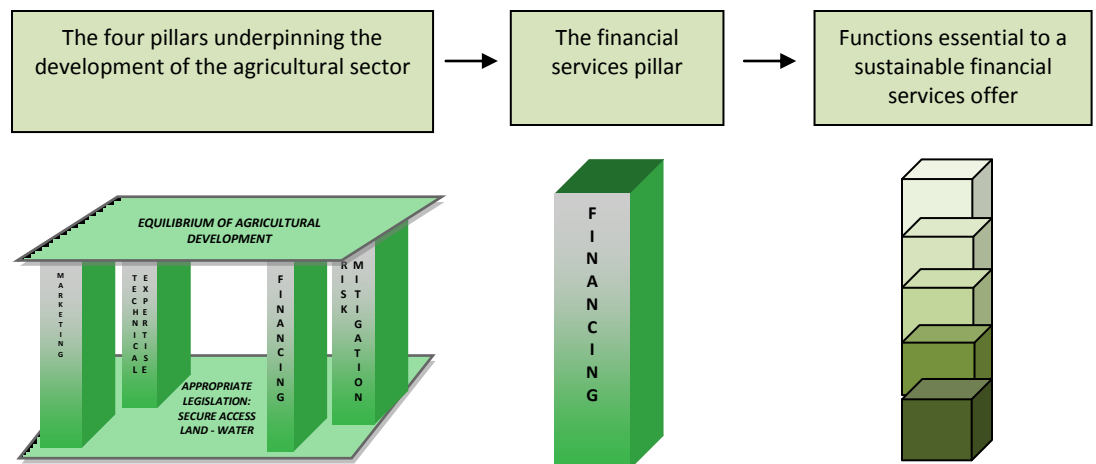 The four pillars underpinning the
development of the agricultural sector
The financial
services pillar
Functions essential to a
sustainable financial
services offer
EQUILIBRIUM OF AGRICULTURAL
DEVELOPMENT
MARKETING
TECHNICAL
EXPERTISE
FINANCING
RISK
MITIGATION
APPROPRIATE
LEGISLATION:
SECURE ACCESS
LAND - WATER
FINANCING